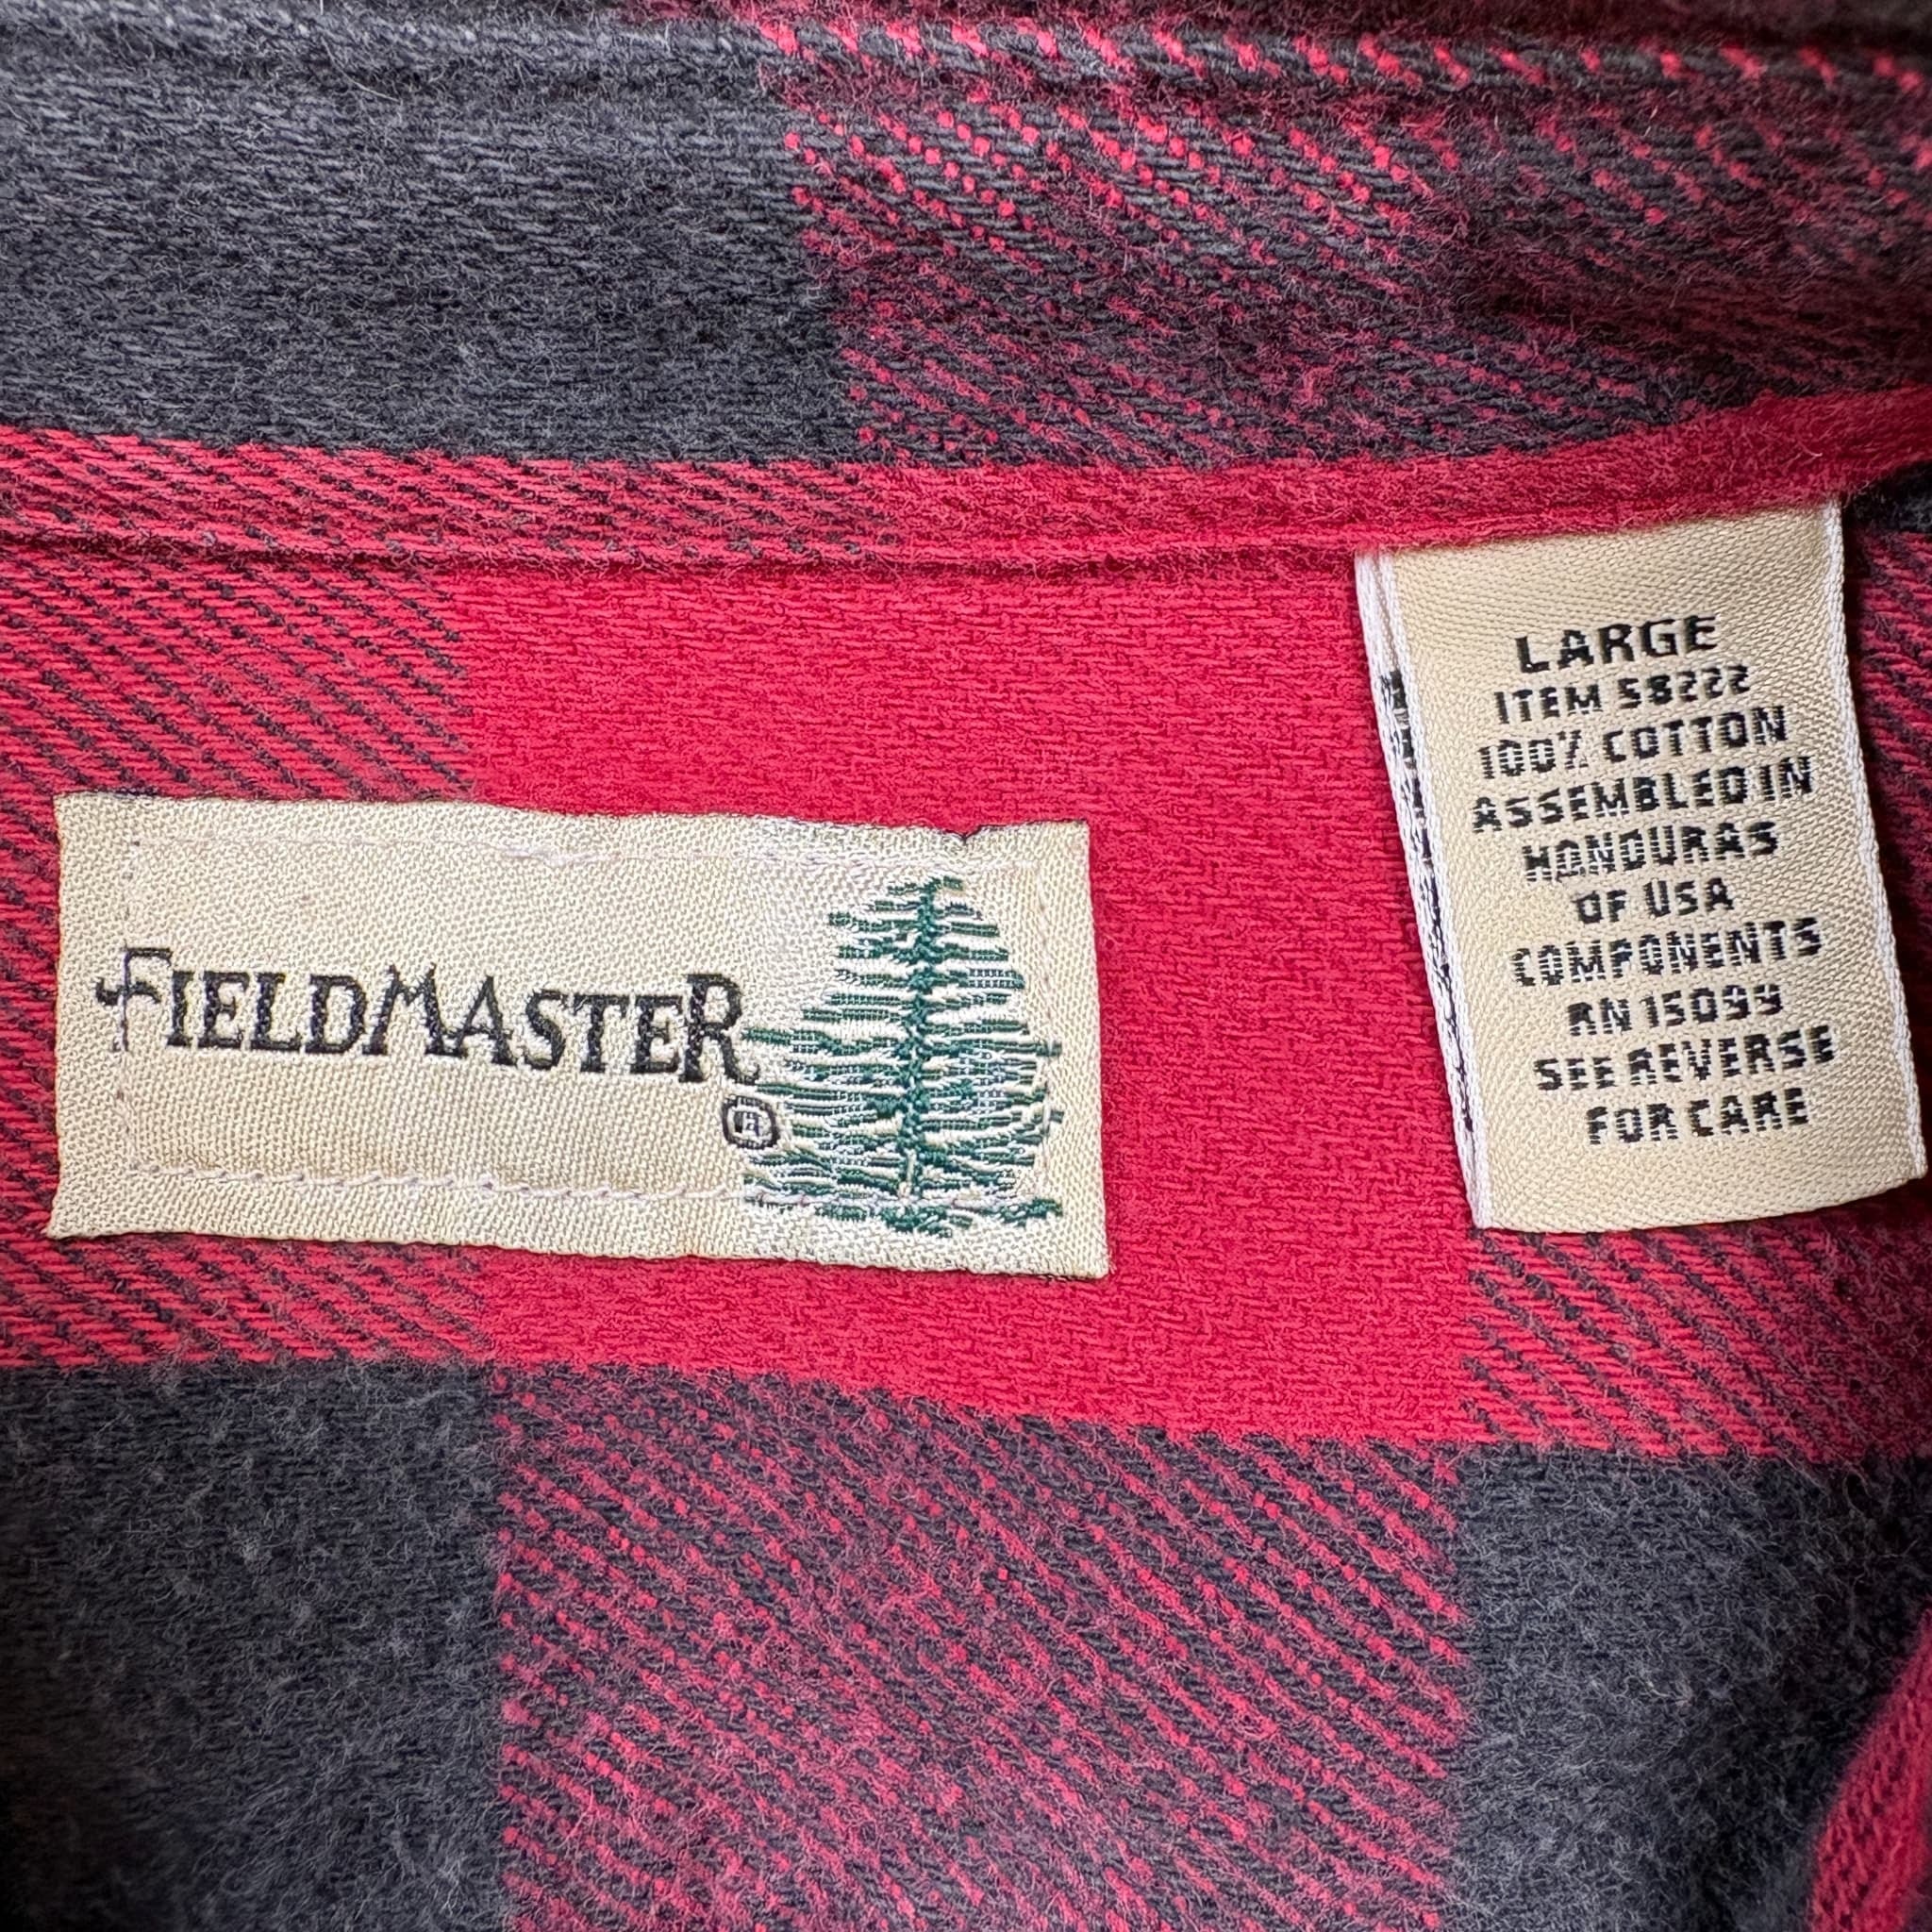 FIELDMASTER
®
LARGE
ITEM 58222
100% COTTON
ASSEMBLED IN
HONDURAS
OF USA
COMPONENTS
RN 15099
SEE REVERSE
FOR CARE